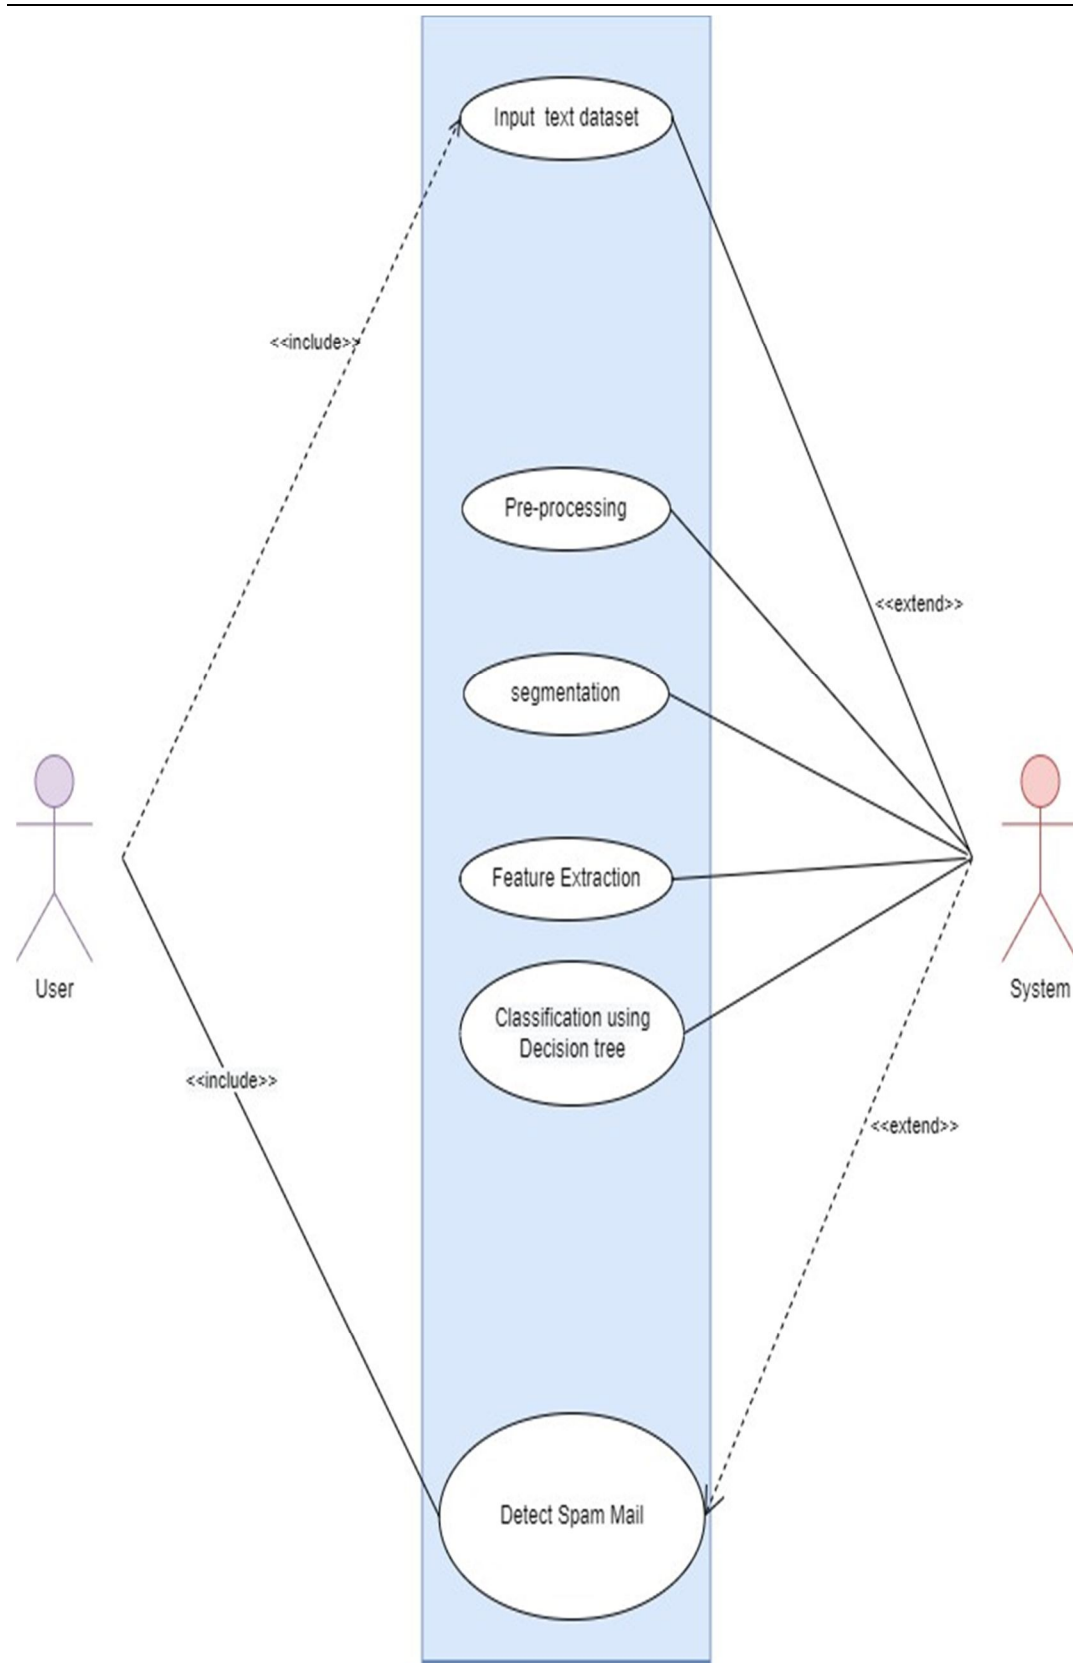 Input  text dataset
<<include>>
Pre-processing
<<extend>>
segmentation
Feature Extraction
User
System
Classification using
Decision tree
<<include>>
<<extend>>
Detect Spam Mail